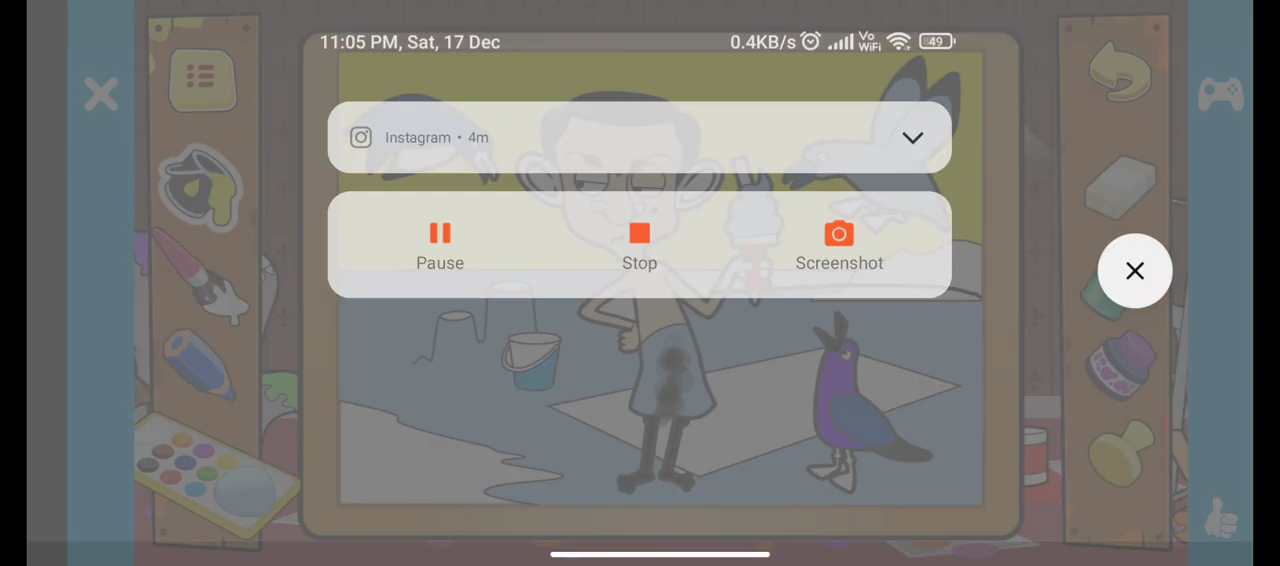 11:05 PM, Sat, 17 Dec 0.4KB/s Vo WiFi 49
Instagram • 4m
Pause Stop Screenshot